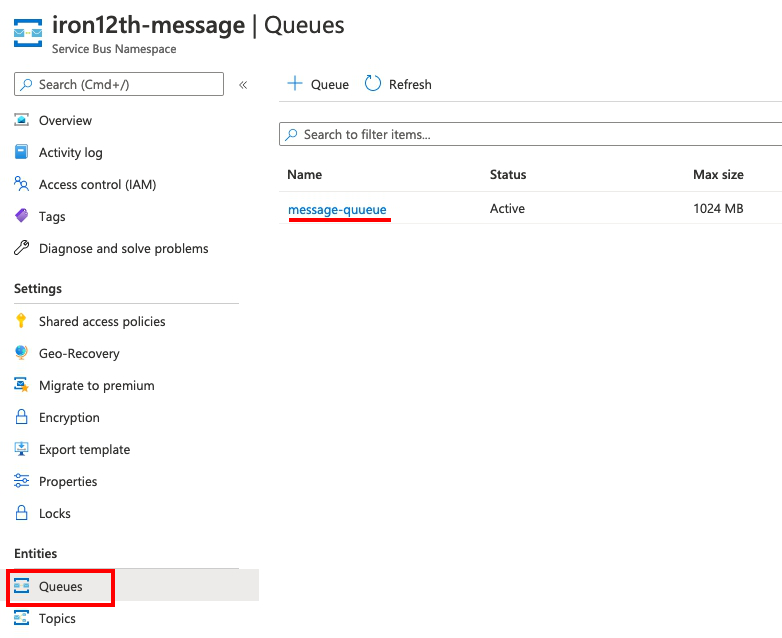 iron12th-message | Queues
Service Bus Namespace
Search (Cmd+/)
«
Overview
Activity log
Access control (IAM)
Tags
Diagnose and solve problems
Settings
Shared access policies
Geo-Recovery
Migrate to premium
Encryption
Export template
Properties
Locks
Entities
Queues
Topics
+ Queue Refresh
Search to filter items...
Name Status Max size
message-quueue Active 1024 MB